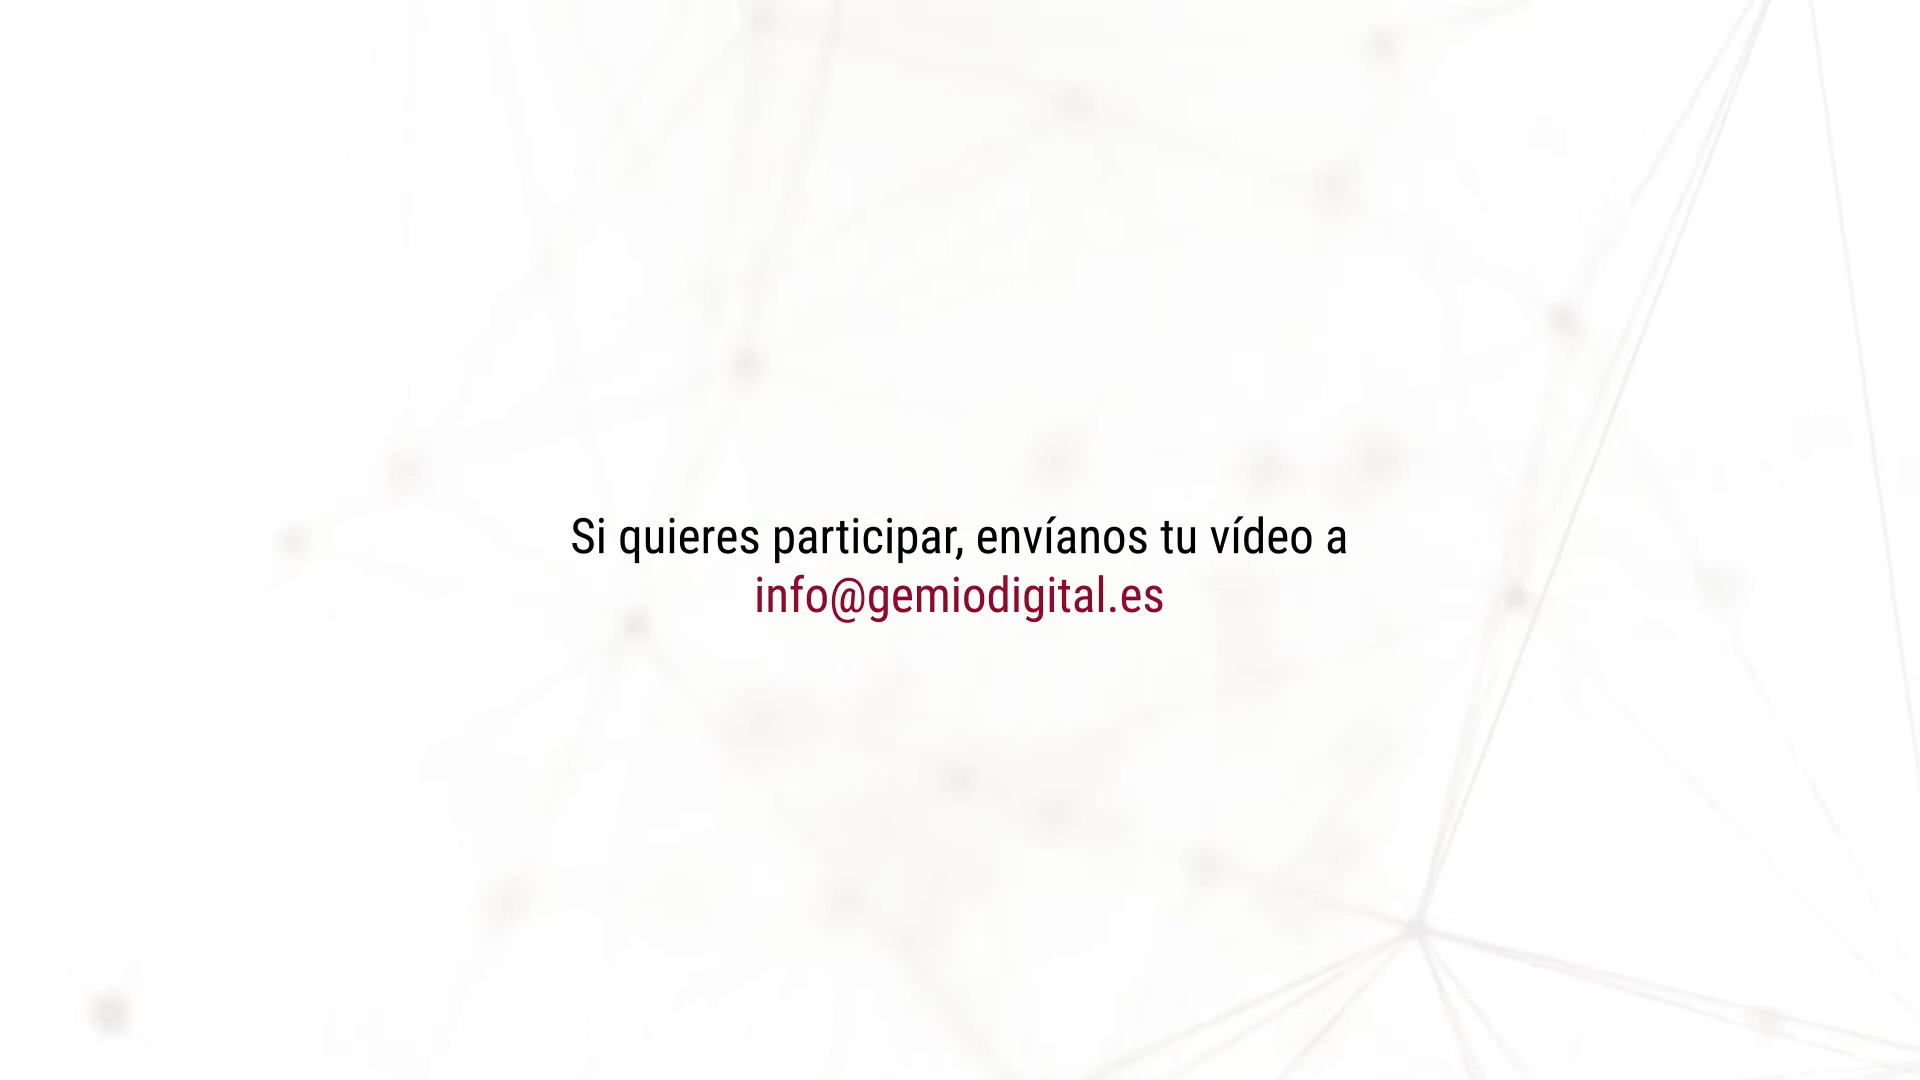 Si quieres participar, envíanos tu vídeo a
info@gemiodigital.es